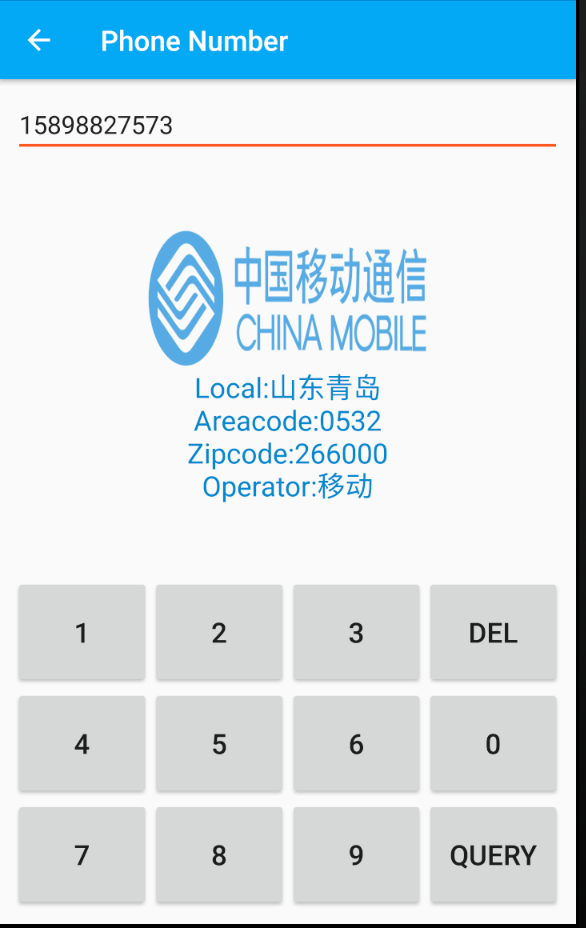 Phone Number
15898827573
中国移动通信
CHINA MOBILE
Local:山东青岛
Areacode:0532
Zipcode:266000
Operator:移动
1 2 3 DEL
4 5 6 0
7 8 9 QUERY